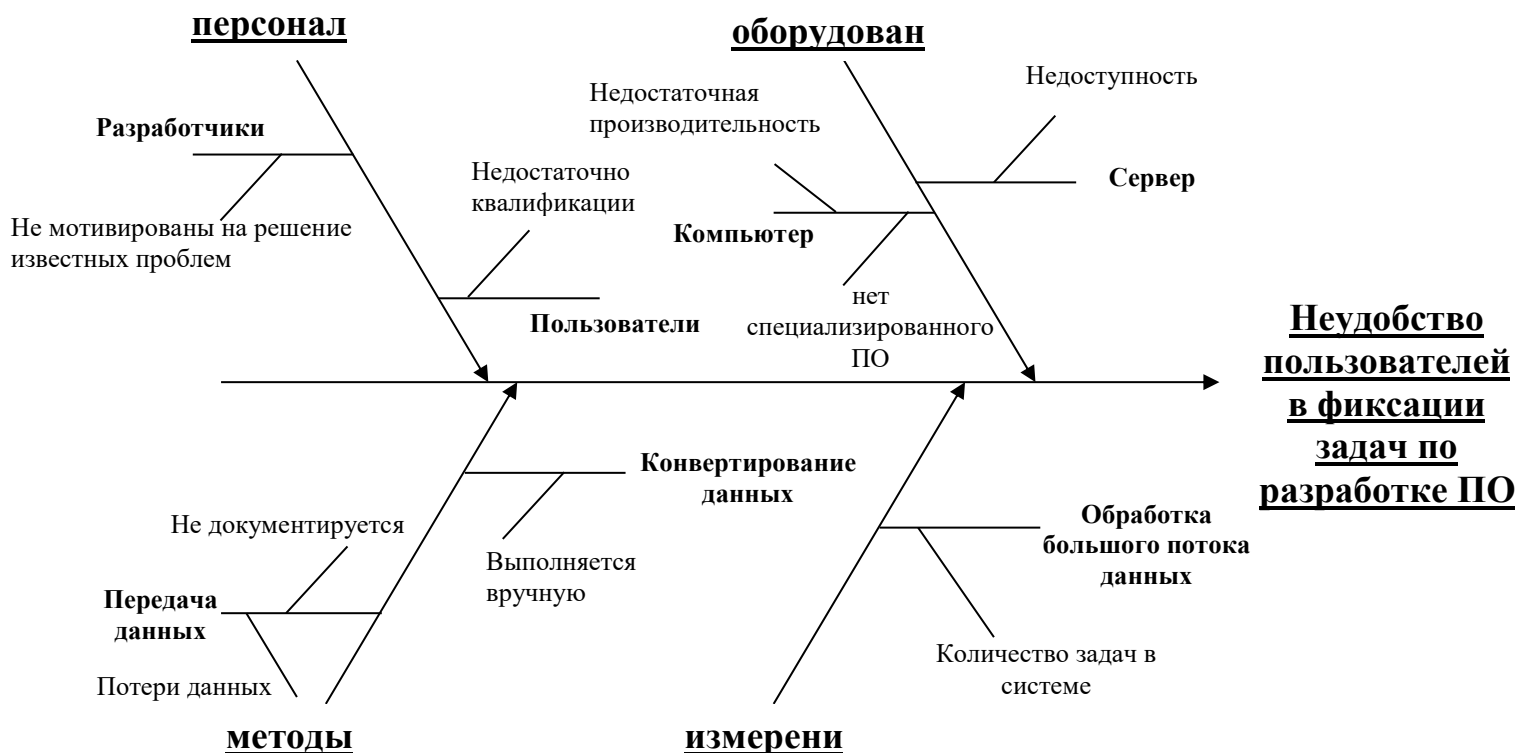 персонал
оборудован
Недоступность
Недостаточная
производительность
Разработчики
Недостаточно
квалификации
Сервер
Не мотивированы на решение
известных проблем
Компьютер
нет
специализированного
ПО
Пользователи
Неудобство
пользователей
в фиксации
задач по
разработке ПО
Конвертирование
данных
Не документируется
Выполняется
вручную
Обработка
большого потока
данных
Передача
данных
Количество задач в
системе
Потери данных
методы
измерени